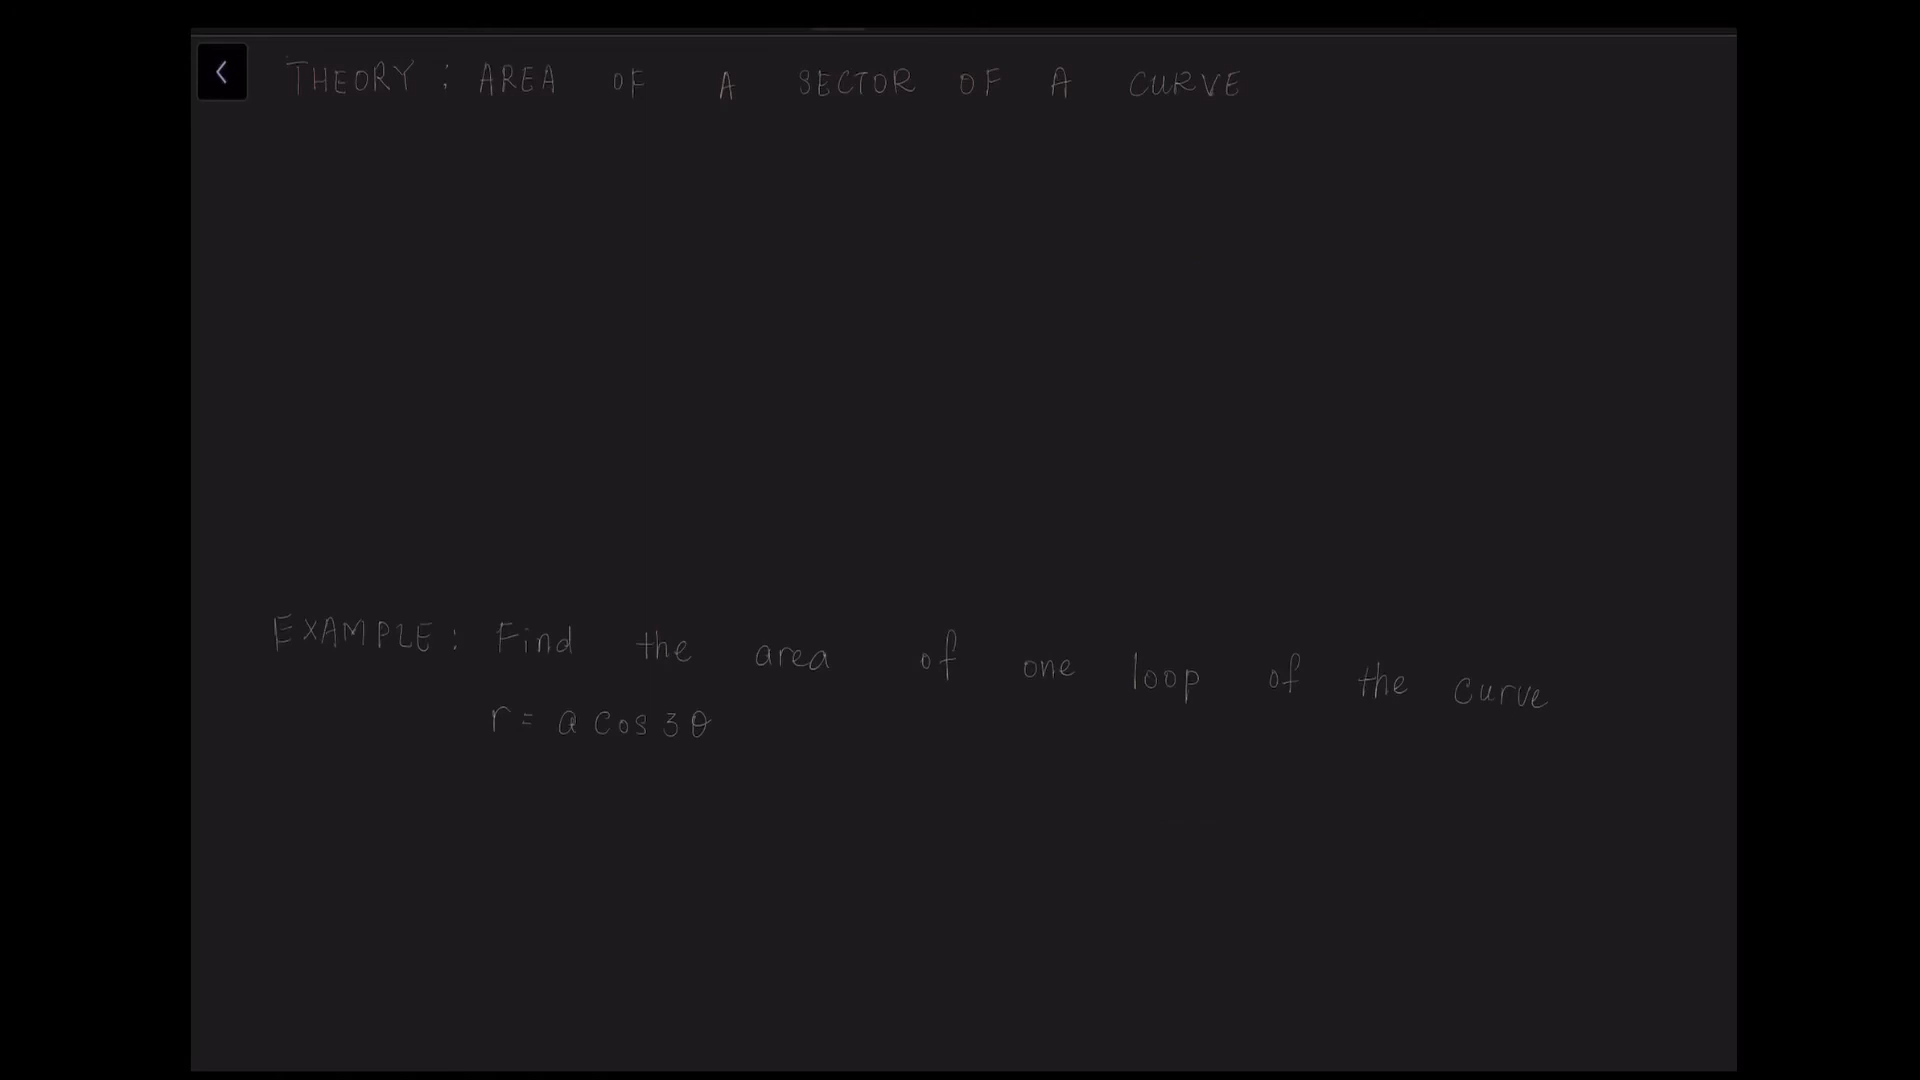 THEORY : AREA OF A SECTOR OF A CURVE
EXAMPLE : Find the area of one loop of the curve
r = a cos 3θ